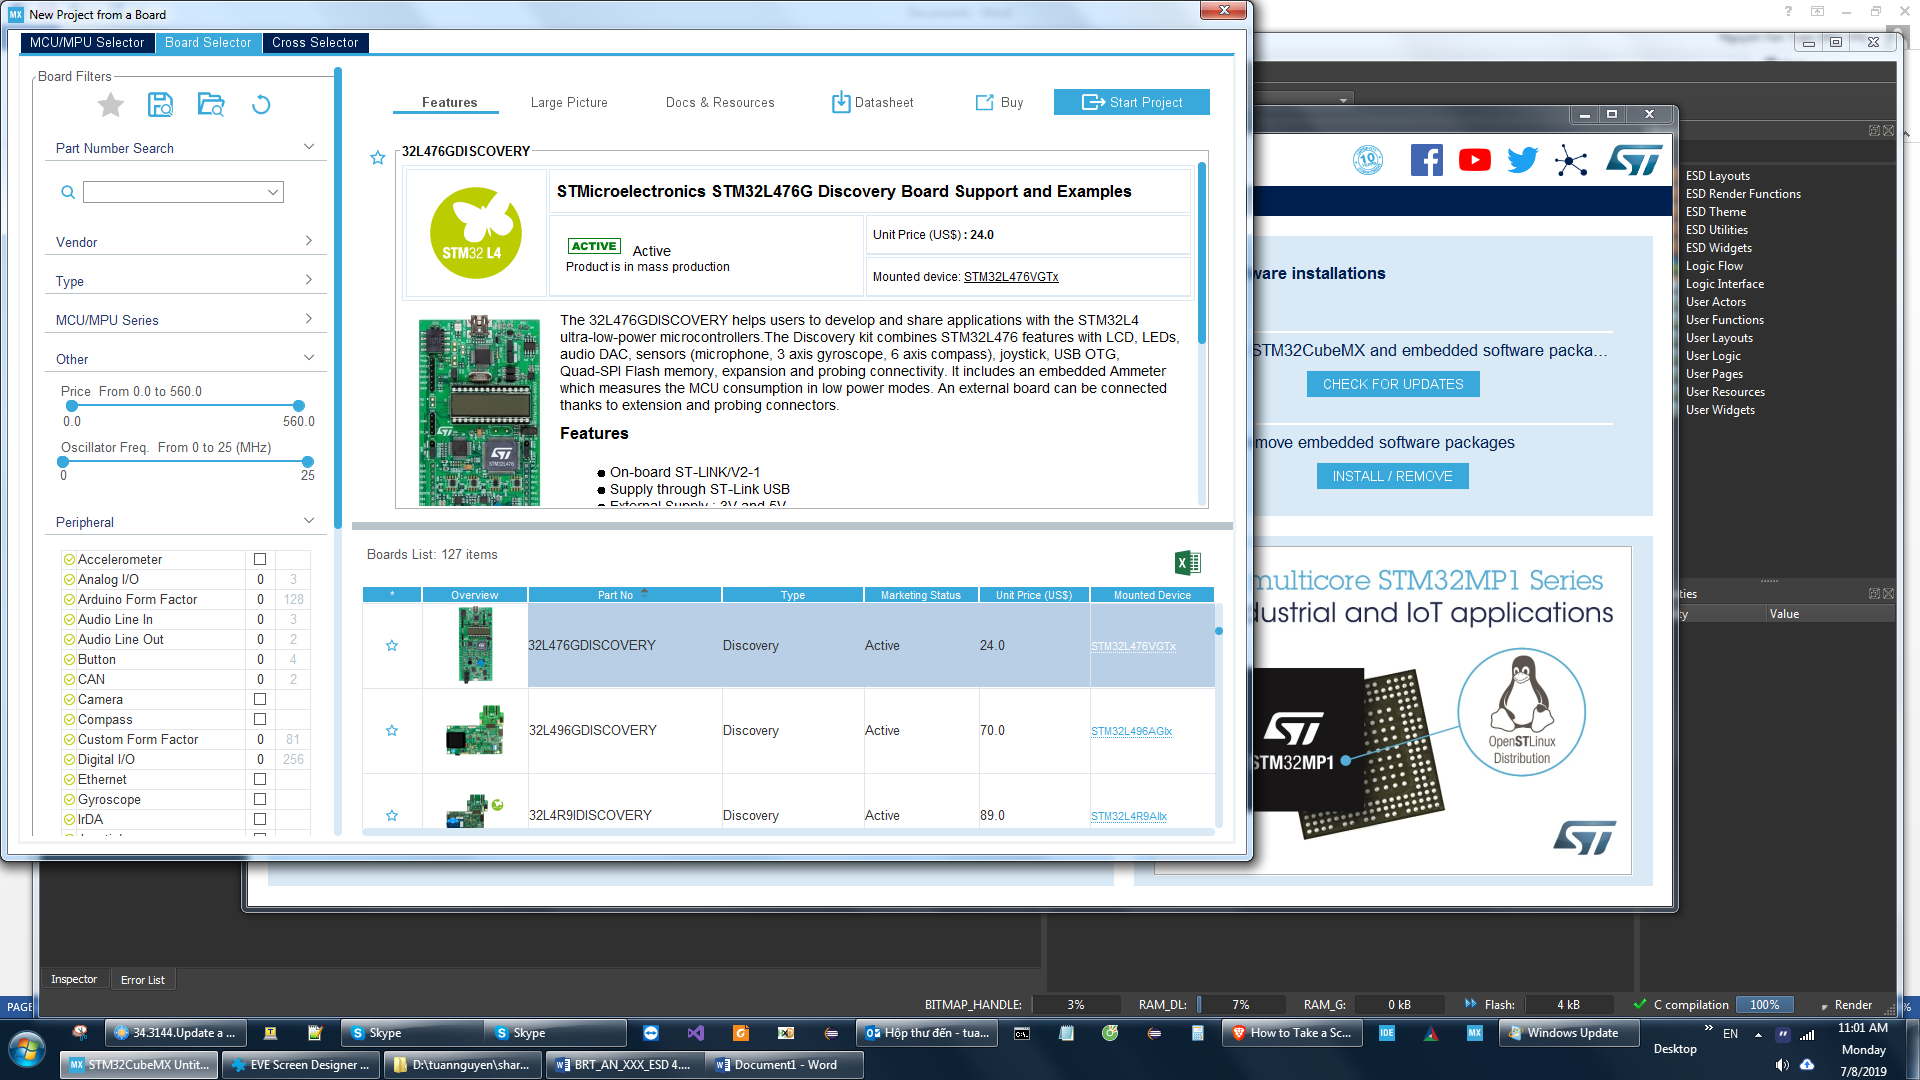 New Project from a Board
MCU/MPU Selector
Board Selector
Cross Selector
Board Filters
Part Number Search
Vendor
Type
MCU/MPU Series
Other
Price From 0.0 to 560.0
0.0
560.0
Oscillator Freq. From 0 to 25 (MHz)
0
25
Peripheral
Accelerometer
Analog I/O 0 3
Arduino Form Factor 0 128
Audio Line In 0 3
Audio Line Out 0 2
Button 0 4
CAN 0 2
Camera
Compass
Custom Form Factor 0 81
Digital I/O 0 256
Ethernet
Gyroscope
IrDA
Features
Large Picture
Docs & Resources
Datasheet
Buy
Start Project
32L476GDISCOVERY
STM32 L4
STMicroelectronics STM32L476G Discovery Board Support and Examples
ACTIVE Active
Product is in mass production
Unit Price (US$) : 24.0
Mounted device: STM32L476VGTx
The 32L476GDISCOVERY helps users to develop and share applications with the STM32L4
ultra-low-power microcontrollers.The Discovery kit combines STM32L476 features with LCD, LEDs,
audio DAC, sensors (microphone, 3 axis gyroscope, 6 axis compass), joystick, USB OTG,
Quad-SPI Flash memory, expansion and probing connectivity. It includes an embedded Ammeter
which measures the MCU consumption in low power modes. An external board can be connected
thanks to extension and probing connectors.
Features
On-board ST-LINK/V2-1
Supply through ST-Link USB
External Supply : 3V and 5V
Boards List: 127 items
* Overview Part No Type Marketing Status Unit Price (US$) Mounted Device
32L476GDISCOVERY Discovery Active 24.0 STM32L476VGTx
32L496GDISCOVERY Discovery Active 70.0 STM32L496AGIx
32L4R9IDISCOVERY Discovery Active 89.0 STM32L4R9AIIx
ware installations
STM32CubeMX and embedded software packa...
CHECK FOR UPDATES
move embedded software packages
INSTALL / REMOVE
multicore STM32MP1 Series
dustrial and IoT applications
STM32MP1
OpenSTLinux
Distribution
ESD Layouts
ESD Render Functions
ESD Theme
ESD Utilities
ESD Widgets
Logic Flow
Logic Interface
User Actors
User Functions
User Layouts
User Logic
User Pages
User Resources
User Widgets
ties
ty
Value
Inspector
Error List
PAGE
BITMAP_HANDLE: 3%
RAM_DL: 7%
RAM_G: 0 kB
Flash: 4 kB
C compilation 100%
Render
%
34.3144.Update a ...
Skype
Skype
Hộp thư đến - tua...
How to Take a Sc...
IDE
MX
Windows Update
STM32CubeMX Untit...
EVE Screen Designer ...
D:\tuannguyen\shar...
BRT_AN_XXX_ESD 4....
Document1 - Word
Desktop
EN
11:01 AM
Monday
7/8/2019